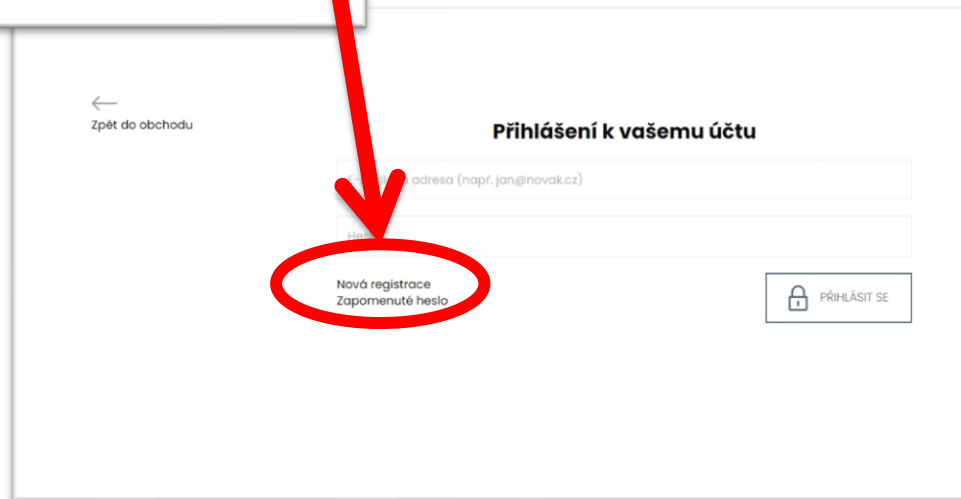 Zpět do obchodu
Přihlášení k vašemu účtu
adresa (např. jan@novak.cz)
Nová registrace
Zapomenuté heslo
PŘIHLÁSIT SE